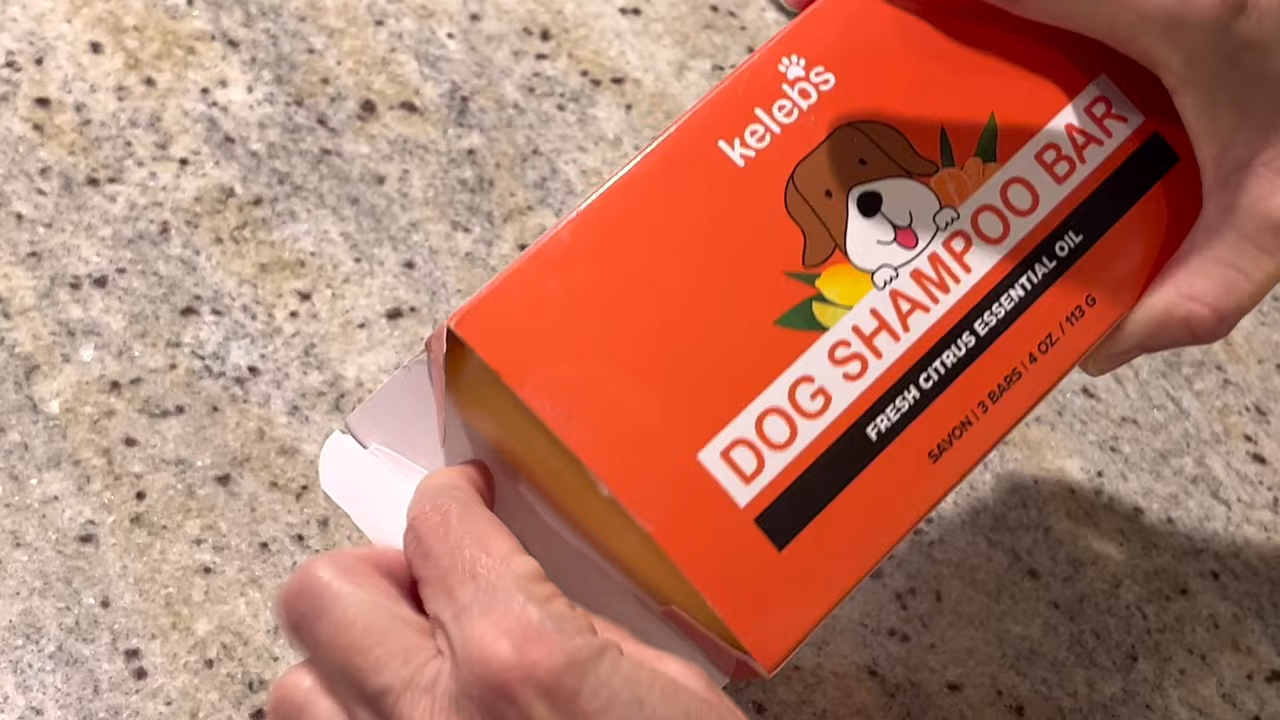 kelebs
DOG SHAMPOO BAR
FRESH CITRUS ESSENTIAL OIL
SAVON | 3 BARS | 4 OZ. / 113 G